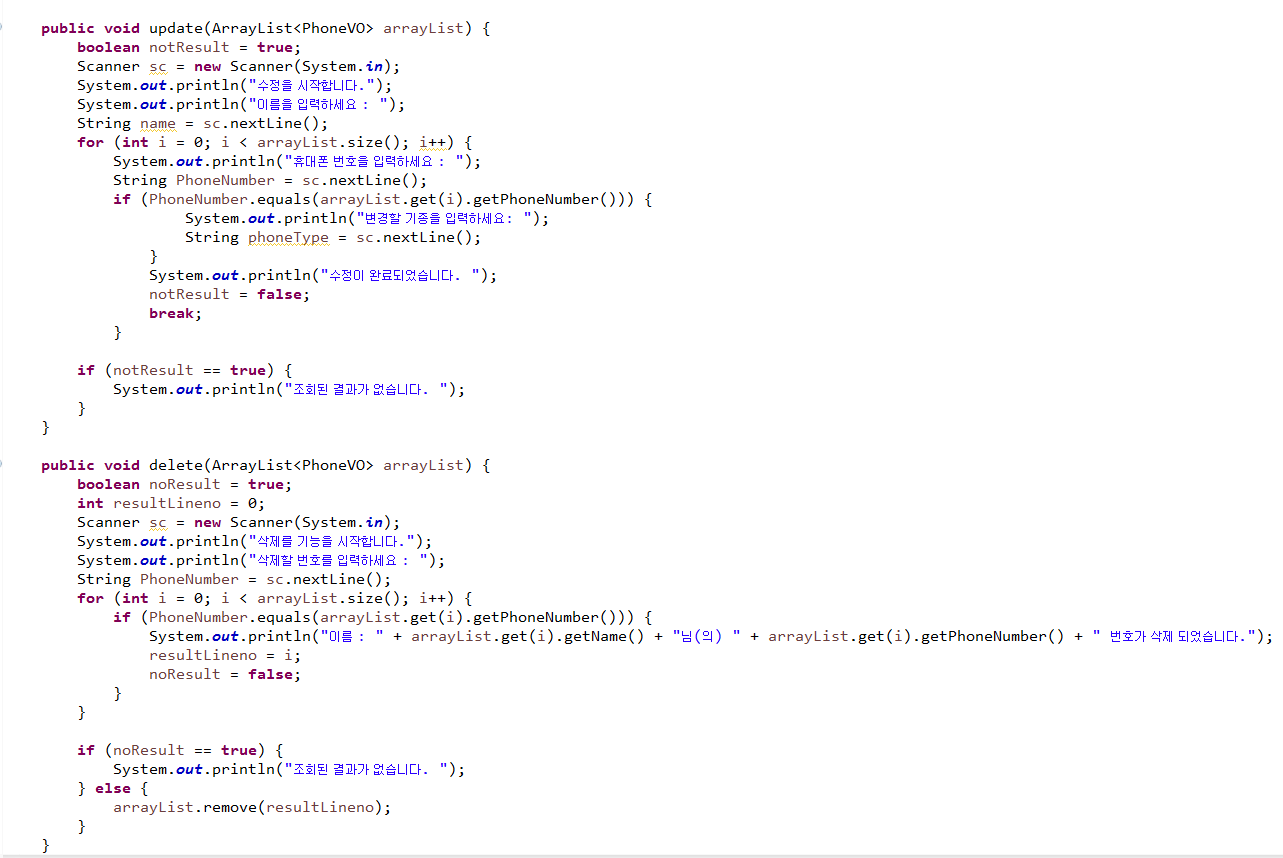 public void update(ArrayList<PhoneVO> arrayList) {
boolean notResult = true;
Scanner sc = new Scanner(System.in);
System.out.println("수정을 시작합니다.");
System.out.println("이름을 입력하세요 : ");
String name = sc.nextLine();
for (int i = 0; i < arrayList.size(); i++) {
System.out.println("휴대폰 번호을 입력하세요 : ");
String PhoneNumber = sc.nextLine();
if (PhoneNumber.equals(arrayList.get(i).getPhoneNumber())) {
System.out.println("변경할 기종을 입력하세요: ");
String phoneType = sc.nextLine();
}
System.out.println("수정이 완료되었습니다. ");
notResult = false;
break;
}
if (notResult == true) {
System.out.println("조회된 결과가 없습니다. ");
}
}
public void delete(ArrayList<PhoneVO> arrayList) {
boolean noResult = true;
int resultLineno = 0;
Scanner sc = new Scanner(System.in);
System.out.println("삭제를 기능을 시작합니다.");
System.out.println("삭제할 번호를 입력하세요 : ");
String PhoneNumber = sc.nextLine();
for (int i = 0; i < arrayList.size(); i++) {
if (PhoneNumber.equals(arrayList.get(i).getPhoneNumber())) {
System.out.println("이름 : " + arrayList.get(i).getName() + "님(의) " + arrayList.get(i).getPhoneNumber() + " 번호가 삭제 되었습니다.");
resultLineno = i;
noResult = false;
}
}
if (noResult == true) {
System.out.println("조회된 결과가 없습니다. ");
} else {
arrayList.remove(resultLineno);
}
}